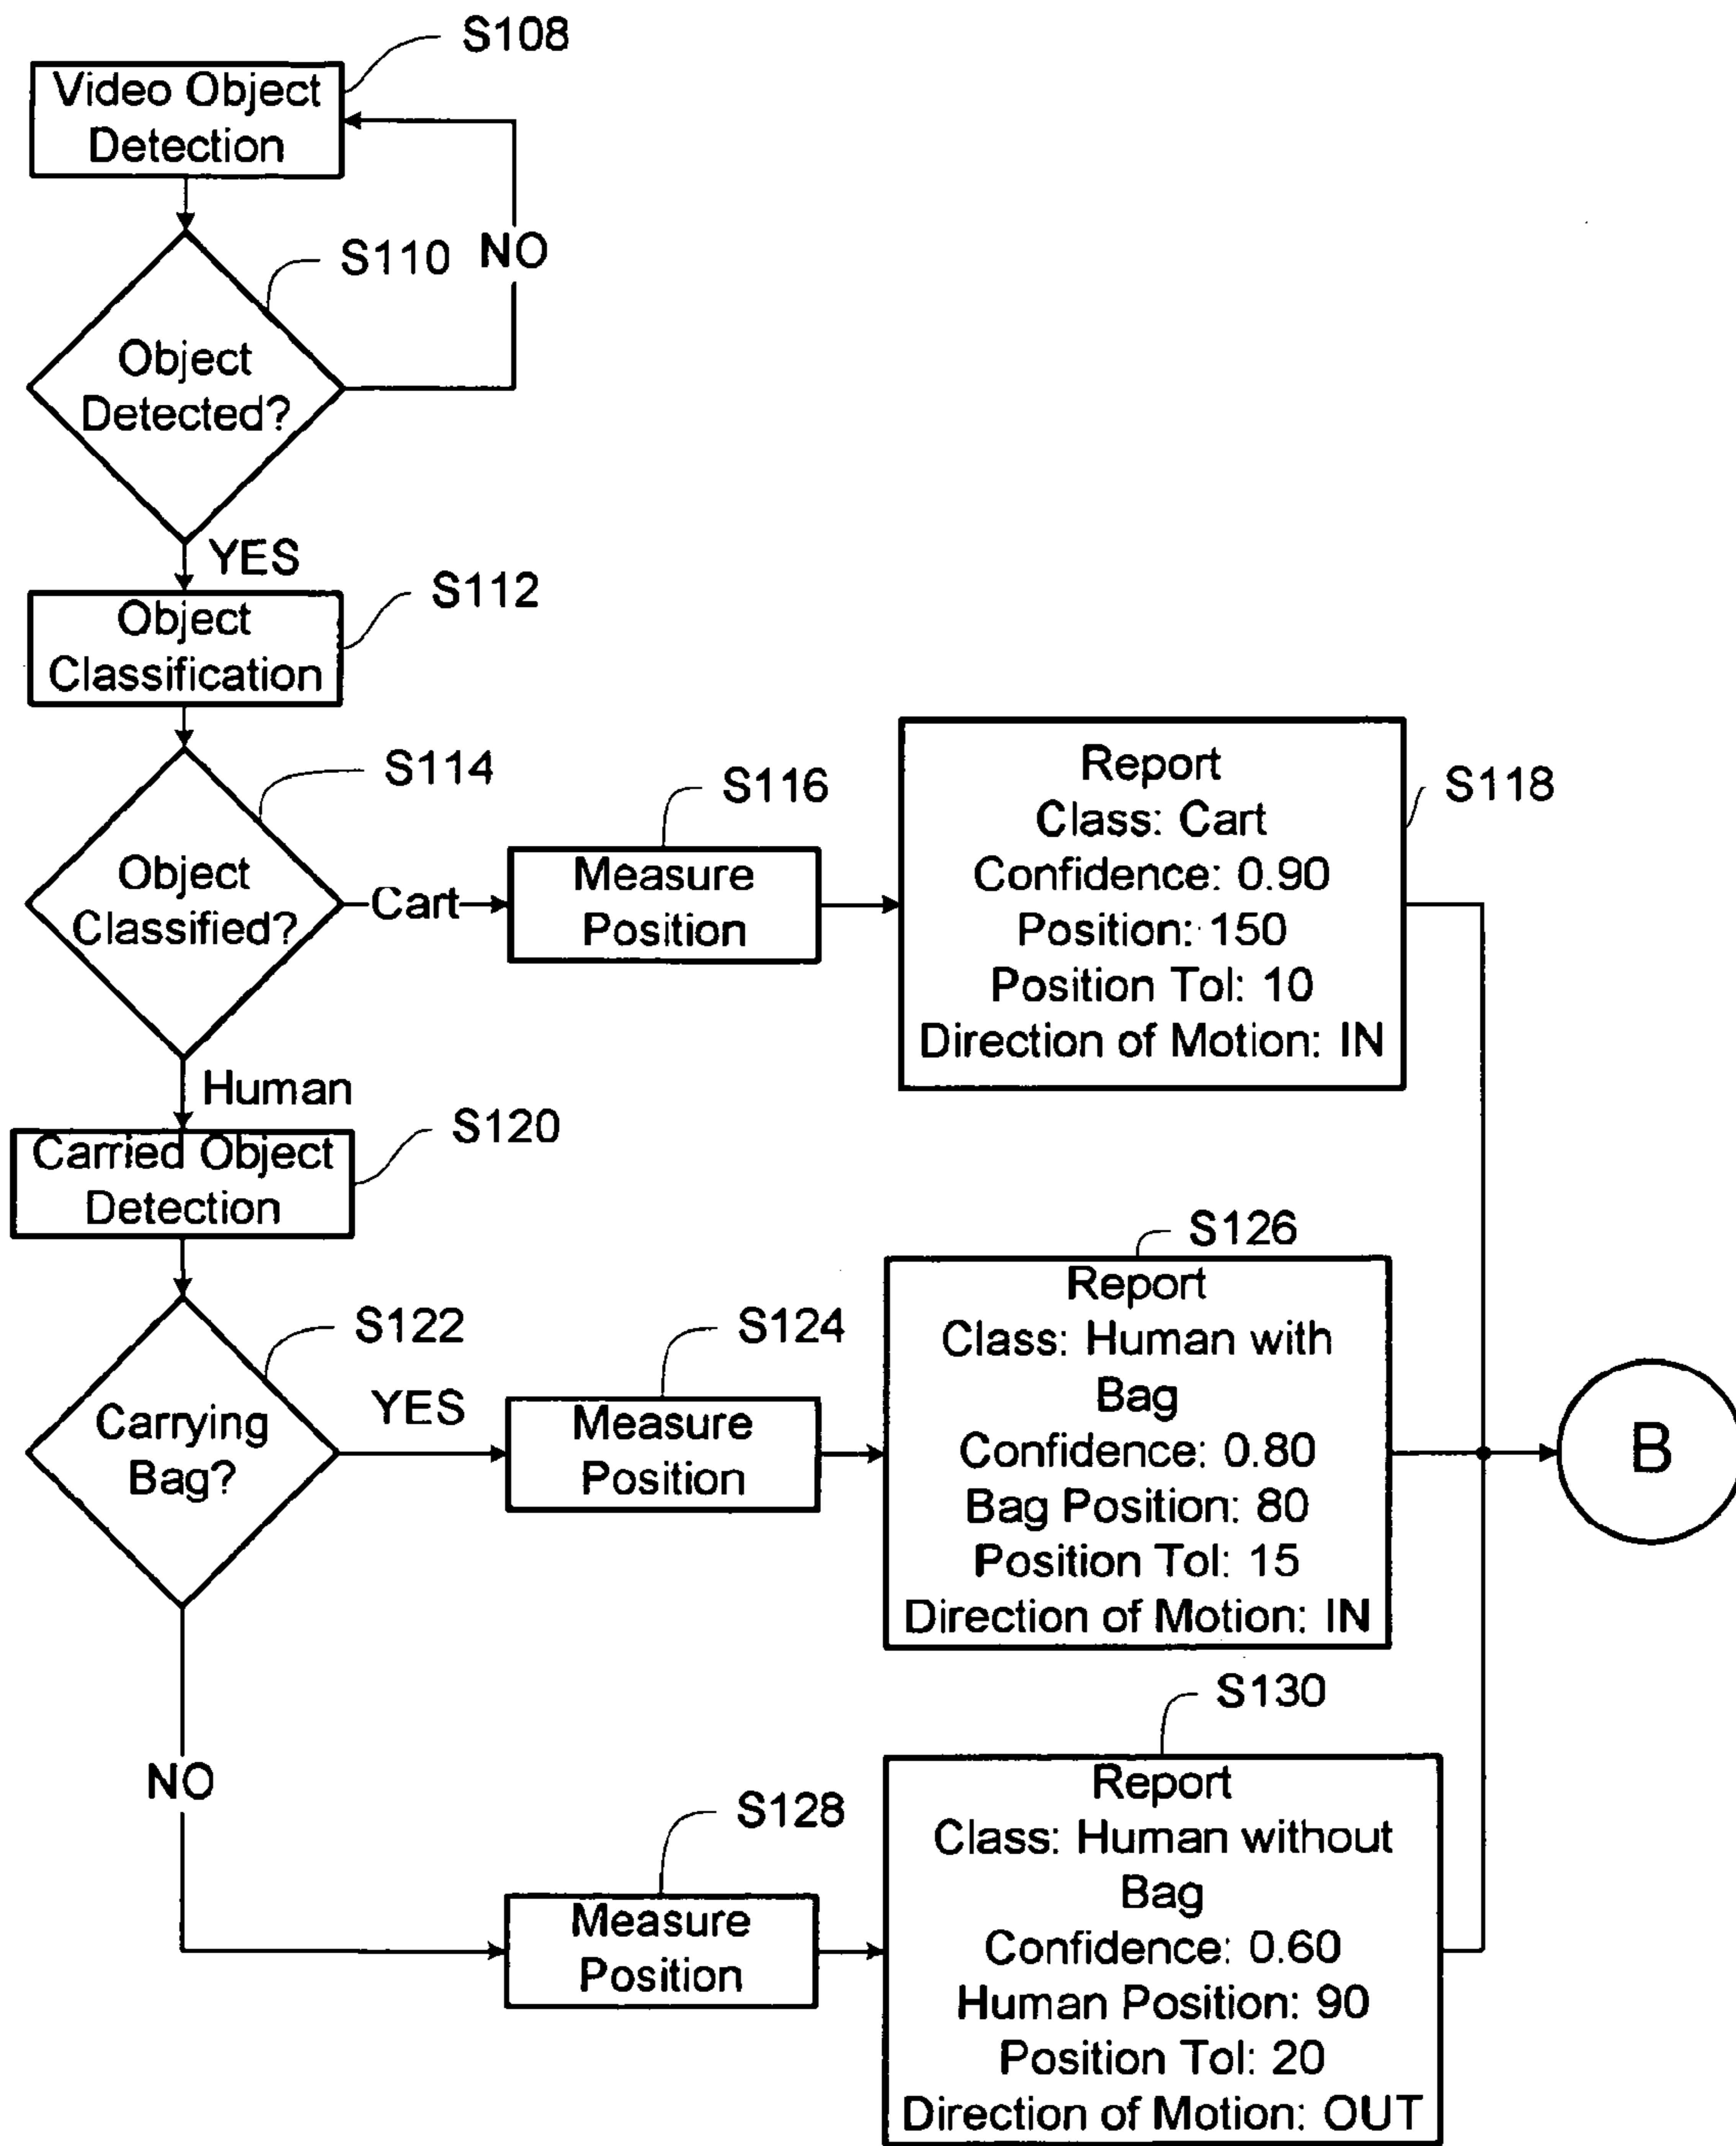 S108
Video Object
Detection
S110
NO
Object
Detected?
YES
S112
Object
Classification
S114
Object
Classified?
Cart
S116
Measure
Position
S118
Report
Class: Cart
Confidence: 0.90
Position: 150
Position Tol: 10
Direction of Motion: IN
Human
S120
Carried Object
Detection
S122
Carrying
Bag?
YES
S124
Measure
Position
S126
Report
Class: Human with
Bag
Confidence: 0.80
Bag Position: 80
Position Tol: 15
Direction of Motion: IN
B
NO
S128
Measure
Position
S130
Report
Class: Human without
Bag
Confidence: 0.60
Human Position: 90
Position Tol: 20
Direction of Motion: OUT